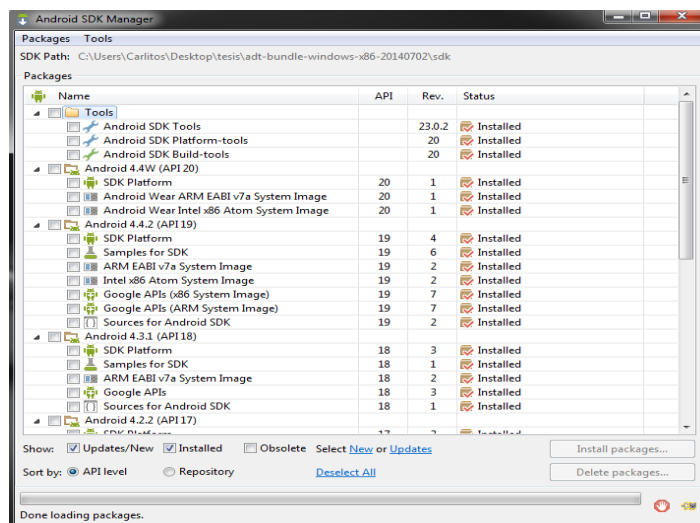 Android SDK Manager
Packages Tools
SDK Path: C:\Users\Carlitos\Desktop\tesis\adt-bundle-windows-x86-20140702\sdk
Packages
Name API Rev. Status
Tools
Android SDK Tools 23.0.2 Installed
Android SDK Platform-tools 20 Installed
Android SDK Build-tools 20 Installed
Android 4.4W (API 20)
SDK Platform 20 1 Installed
Android Wear ARM EABI v7a System Image 20 1 Installed
Android Wear Intel x86 Atom System Image 20 1 Installed
Android 4.4.2 (API 19)
SDK Platform 19 4 Installed
Samples for SDK 19 6 Installed
ARM EABI v7a System Image 19 2 Installed
Intel x86 Atom System Image 19 2 Installed
Google APIs (x86 System Image) 19 7 Installed
Google APIs (ARM System Image) 19 7 Installed
Sources for Android SDK 19 2 Installed
Android 4.3.1 (API 18)
SDK Platform 18 3 Installed
Samples for SDK 18 1 Installed
ARM EABI v7a System Image 18 2 Installed
Google APIs 18 3 Installed
Sources for Android SDK 18 1 Installed
Android 4.2.2 (API 17)
SDK Platform 17 Installed
Show: Updates/New Installed Obsolete Select New or Updates Install packages...
Sort by: API level Repository Deselect All Delete packages...
Done loading packages.